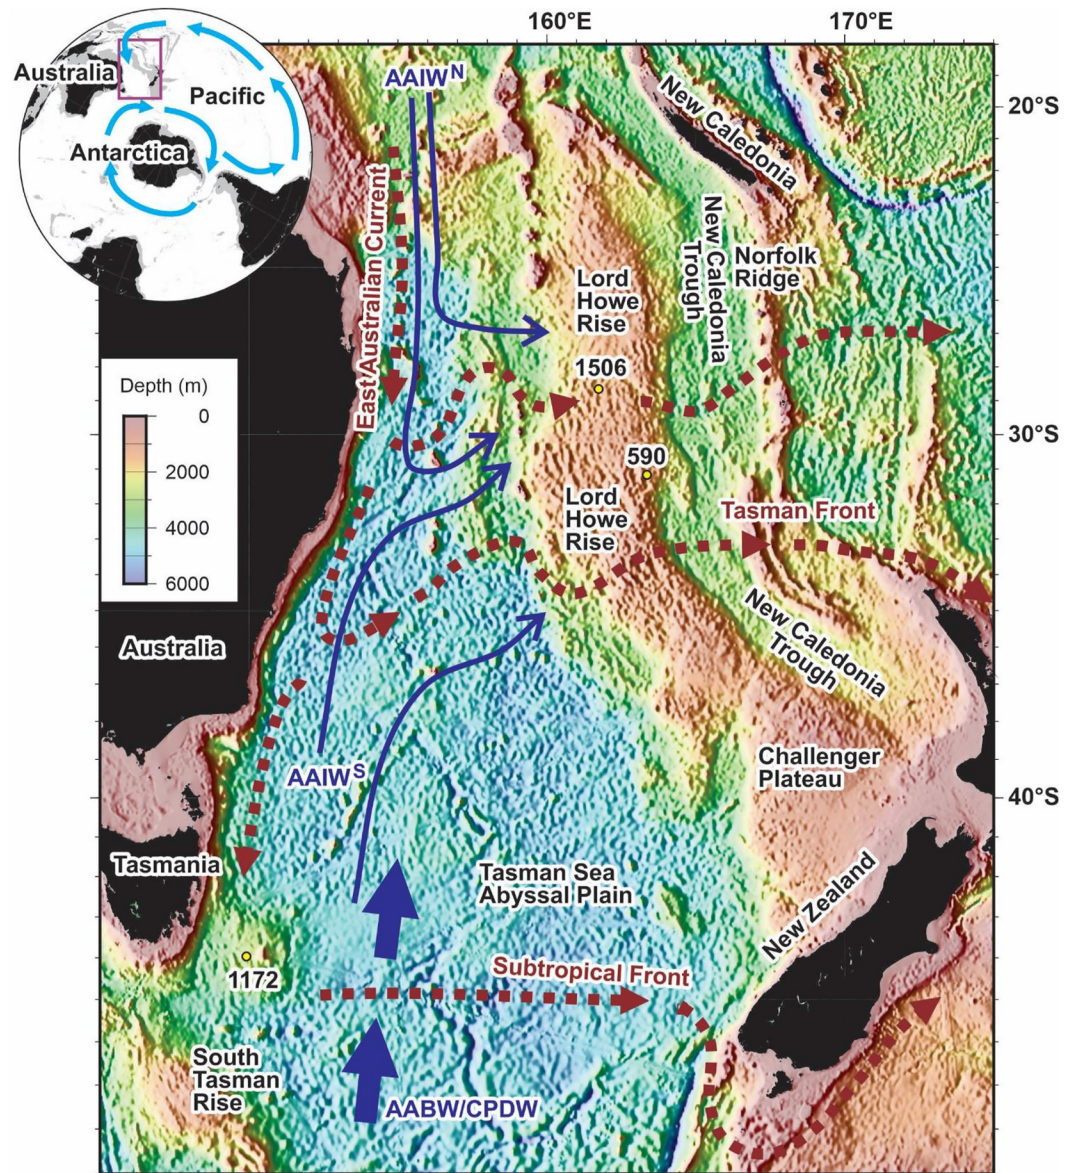 160°E
170°E
Australia
Pacific
Antarctica
AAIWᴺ
New Caledonia
20°S
East Australian Current
New Caledonia
Trough
Norfolk
Ridge
Lord
Howe
Rise
1506
Depth (m)
0
2000
4000
6000
30°S
590
Lord
Howe
Rise
Tasman Front
Australia
New Caledonia
Trough
AAIWˢ
Challenger
Plateau
40°S
Tasmania
Tasman Sea
Abyssal Plain
New Zealand
1172
Subtropical Front
South
Tasman
Rise
AABW/CPDW